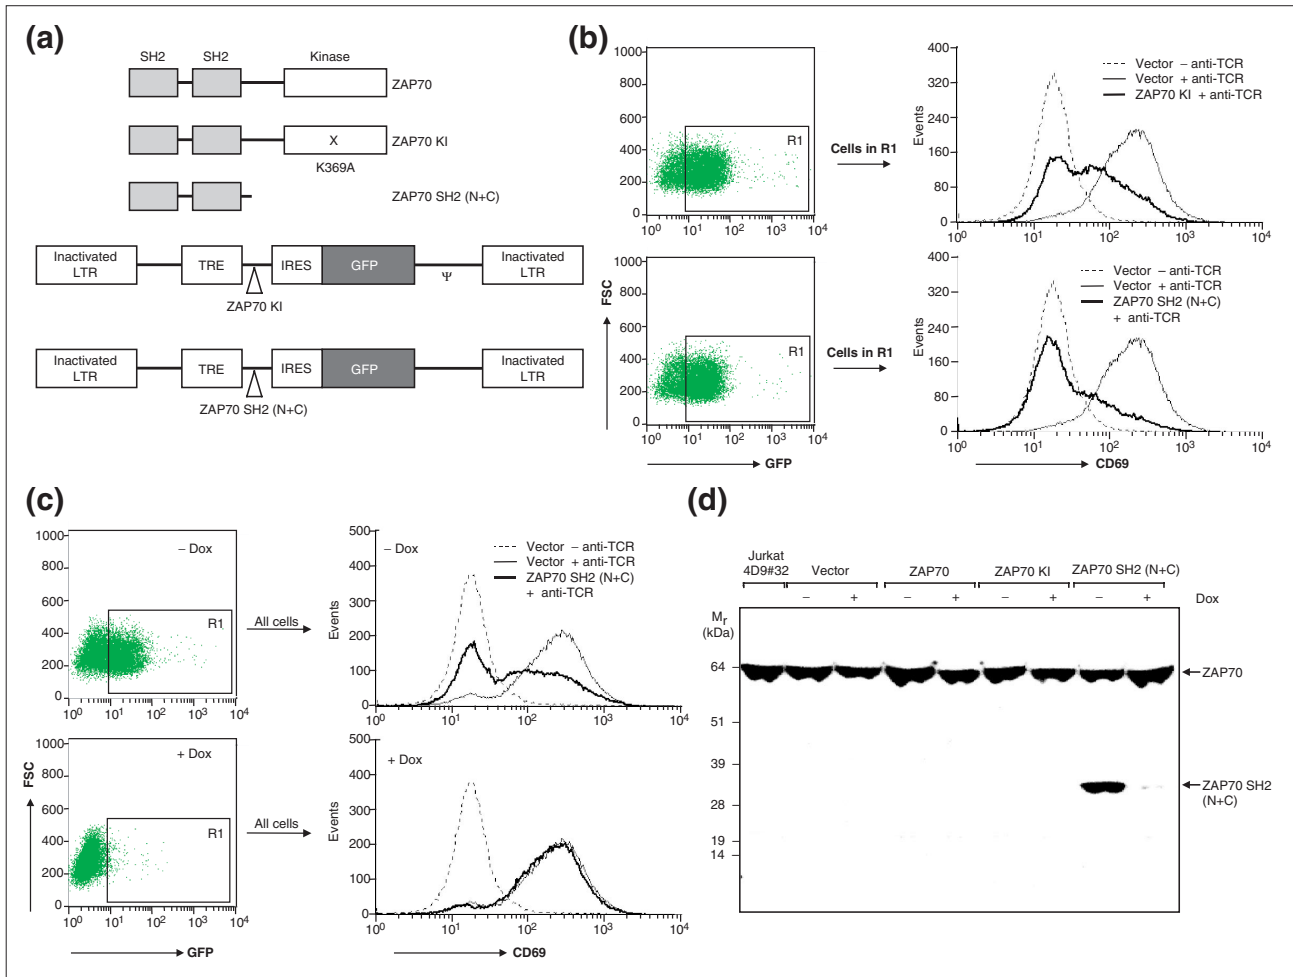 (a)
SH2 SH2 Kinase
ZAP70
X
ZAP70 KI
K369A
ZAP70 SH2 (N+C)
Inactivated LTR TRE IRES GFP Ψ Inactivated LTR
ZAP70 KI
Inactivated LTR TRE IRES GFP Inactivated LTR
ZAP70 SH2 (N+C)
(b)
1000
800
600
400
200
0
R1
10⁰ 10¹ 10² 10³ 10⁴
Cells in R1
400
320
240
160
80
0
Events
Vector – anti-TCR
Vector + anti-TCR
ZAP70 KI + anti-TCR
10⁰ 10¹ 10² 10³ 10⁴
1000
800
600
400
200
0
FSC
R1
10⁰ 10¹ 10² 10³ 10⁴
GFP
Cells in R1
400
320
240
160
80
0
Events
Vector – anti-TCR
Vector + anti-TCR
ZAP70 SH2 (N+C)
+ anti-TCR
10⁰ 10¹ 10² 10³ 10⁴
CD69
(c)
1000
800
600
400
200
0
– Dox
R1
10⁰ 10¹ 10² 10³ 10⁴
All cells
500
400
300
200
100
0
Events
– Dox
Vector – anti-TCR
Vector + anti-TCR
ZAP70 SH2 (N+C)
+ anti-TCR
10⁰ 10¹ 10² 10³ 10⁴
1000
800
600
400
200
0
FSC
+ Dox
R1
10⁰ 10¹ 10² 10³ 10⁴
GFP
All cells
500
400
300
200
100
0
Events
+ Dox
10⁰ 10¹ 10² 10³ 10⁴
CD69
(d)
Jurkat
4D9#32 Vector ZAP70 ZAP70 KI ZAP70 SH2 (N+C)
– + – + – + – + Dox
Mr
(kDa)
64
51
39
28
19
14
ZAP70
ZAP70 SH2
(N+C)